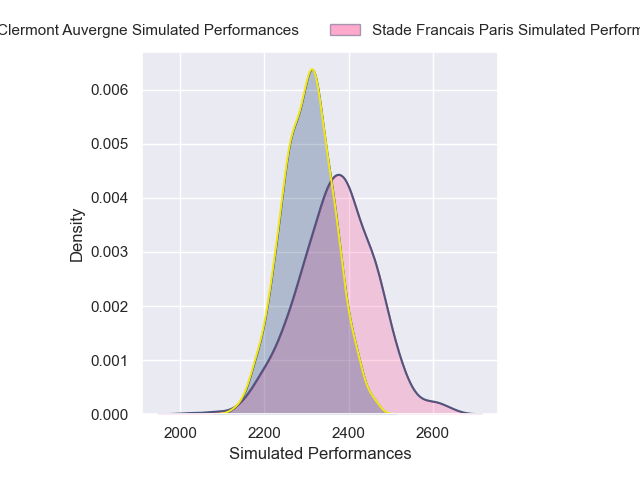 Clermont Auvergne Simulated Performances Stade Francais Paris Simulated
0.006
0.005
0.004
0.003
0.002
0.001
0.000
Density
2000 2200 2400 2600
Simulated Performances